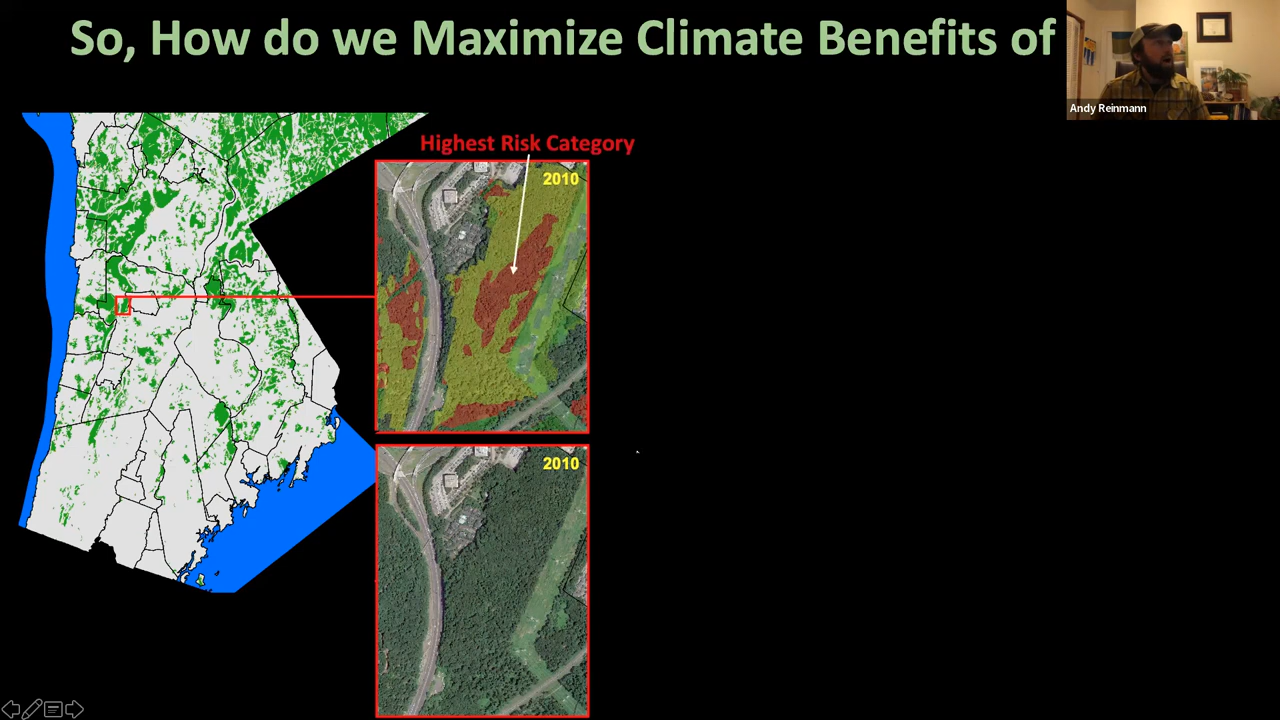 So, How do we Maximize Climate Benefits of
Andy Reinmann
Highest Risk Category
2010
2010